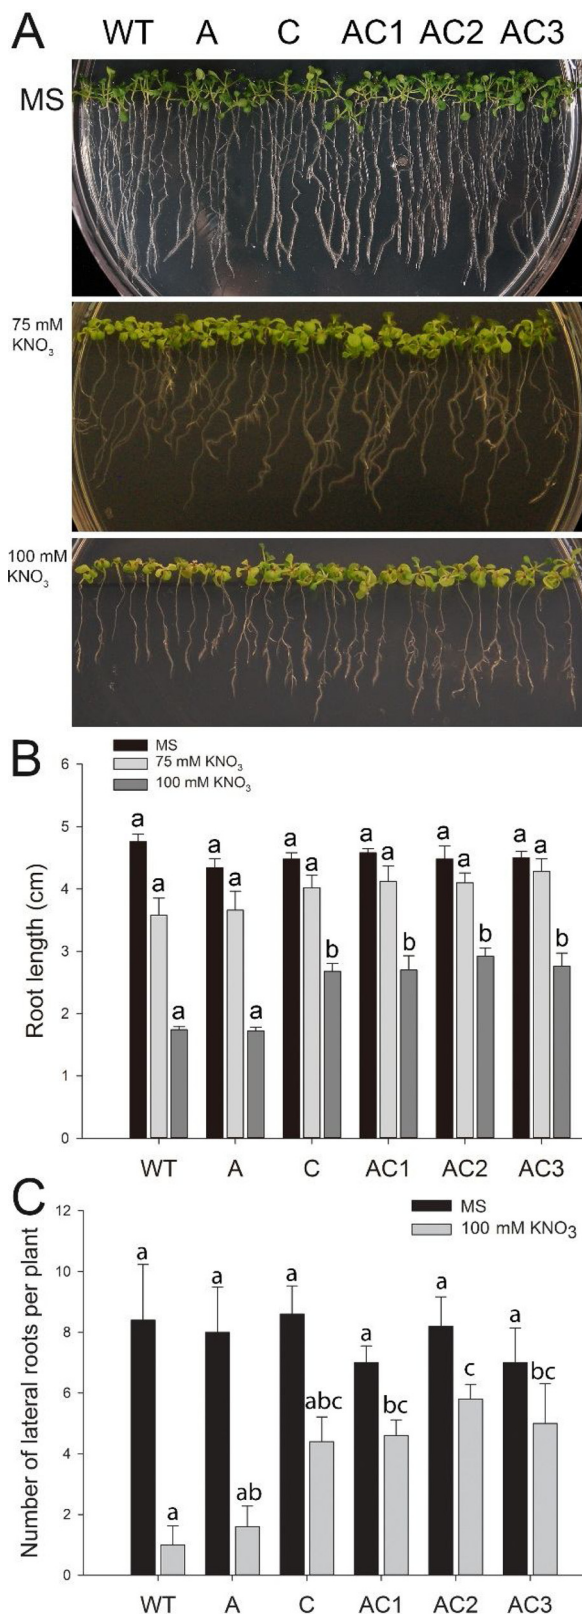 A
WT A C AC1 AC2 AC3
MS
75 mM
KNO₃
100 mM
KNO₃
B
MS
75 mM KNO₃
100 mM KNO₃
6
5
4
3
2
1
0
Root length (cm)
a a a a a a
a a a a a a
a a b b b b
WT A C AC1 AC2 AC3
C
MS
100 mM KNO₃
12
10
8
6
4
2
0
Number of lateral roots per plant
a a a a a a
a ab abc bc c bc
WT A C AC1 AC2 AC3